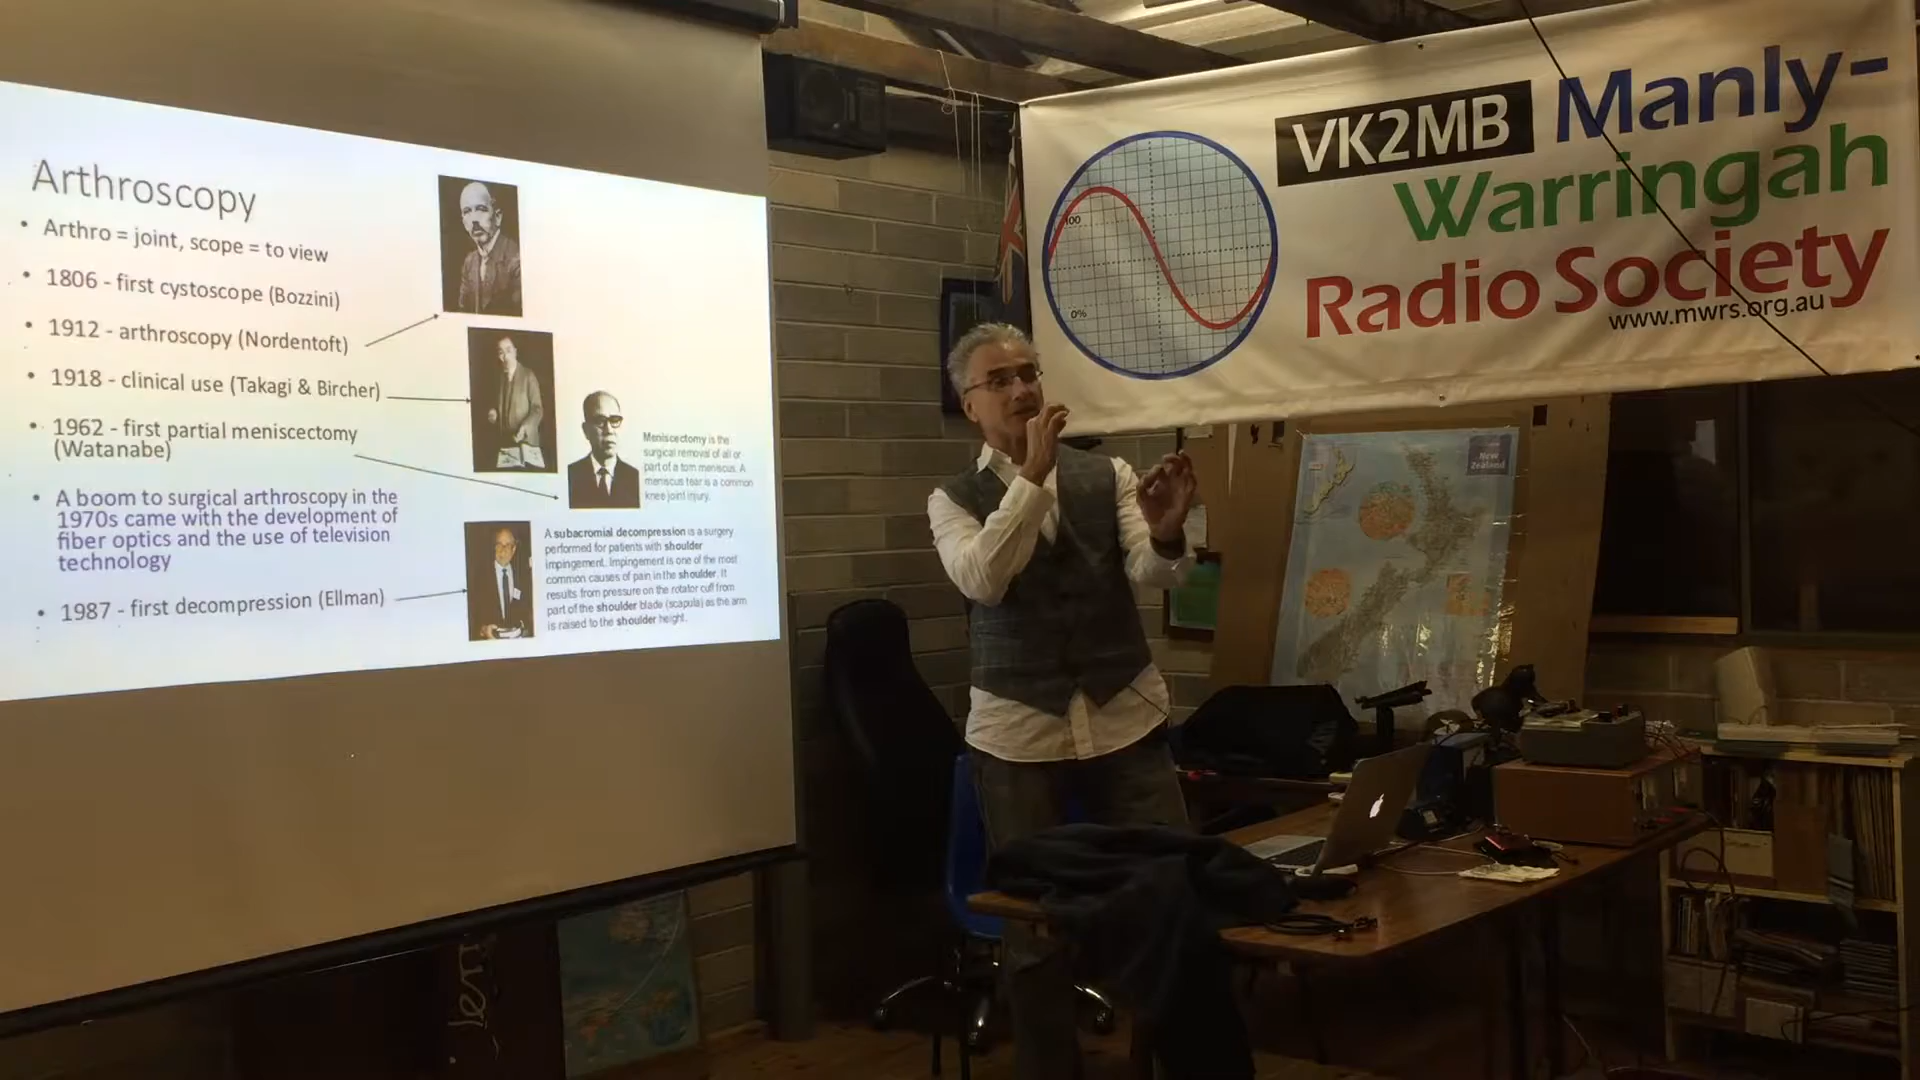 Arthroscopy
• Arthro = joint, scope = to view
• 1806 - first cystoscope (Bozzini)
• 1912 - arthroscopy (Nordentoft)
• 1918 - clinical use (Takagi & Bircher)
• 1962 - first partial meniscectomy
(Watanabe)
• A boom to surgical arthroscopy in the
1970s came with the development of
fiber optics and the use of television
technology
• 1987 - first decompression (Ellman)
Meniscectomy is the
surgical removal of all or
part of a torn meniscus. A
meniscus tear is a common
knee joint injury.
A subacromial decompression is a surgery
performed for patients with shoulder
impingement. Impingement is one of the most
common causes of pain in the shoulder. It
results from pressure on the rotator cuff from
part of the shoulder blade (scapula) as the arm
is raised to the shoulder height.
VK2MB Manly-
Warringah
Radio Society
www.mwrs.org.au
100
0%
New
Zealand